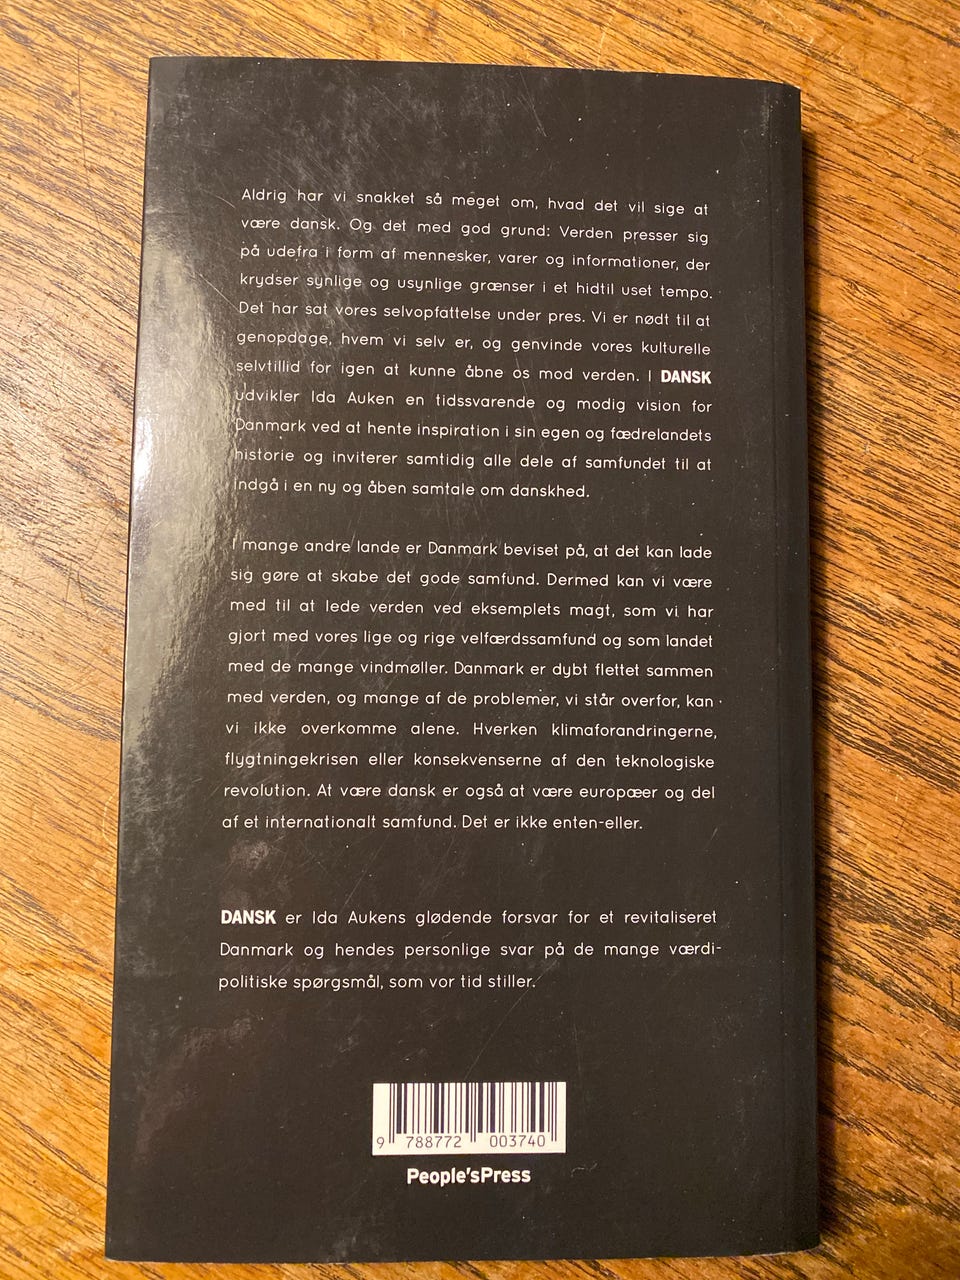 Aldrig har vi snakket så meget om, hvad det vil sige at
være dansk. Og det med god grund: Verden presser sig
på udefra i form af mennesker, varer og informationer, der
krydser synlige og usynlige grænser i et hidtil uset tempo.
Det har sat vores selvopfattelse under pres. Vi er nødt til at
genopdage, hvem vi selv er, og genvinde vores kulturelle
selvtillid for igen at kunne åbne os mod verden. I DANSK
udvikler Ida Auken en tidssvarende og modig vision for
Danmark ved at hente inspiration i sin egen og fædrelandets
historie og inviterer samtidig alle dele af samfundet til at
indgå i en ny og åben samtale om danskhed.
I mange andre lande er Danmark beviset på, at det kan lade
sig gøre at skabe det gode samfund. Dermed kan vi være
med til at lede verden ved eksemplets magt, som vi har
gjort med vores lige og rige velfærdssamfund og som landet
med de mange vindmøller. Danmark er dybt flettet sammen
med verden, og mange af de problemer, vi står overfor, kan
vi ikke overkomme alene. Hverken klimaforandringerne,
flygtningekrisen eller konsekvenserne af den teknologiske
revolution. At være dansk er også at være europæer og del
af et internationalt samfund. Det er ikke enten-eller.
DANSK er Ida Aukens glødende forsvar for et revitaliseret
Danmark og hendes personlige svar på de mange værdi-
politiske spørgsmål, som vor tid stiller.
9 788772 003740
People'sPress